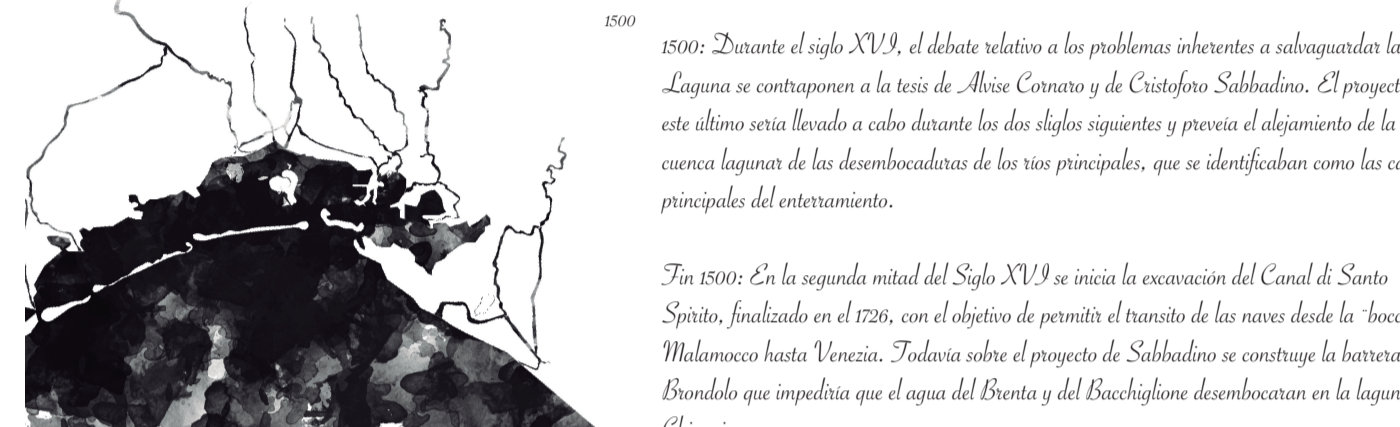 1500
1500: Durante el siglo XVI, el debate relativo a los problemas inherentes a salvaguardar la
Laguna se contraponen a la tesis de Alvise Cornaro y de Cristoforo Sabbadino. El proyect
este último sería llevado a cabo durante los dos sliglos siguientes y preveía el alejamiento de la
cuenca lagunar de las desembocaduras de los ríos principales, que se identificaban como las c
principales del enterramiento.
Fin 1500: En la segunda mitad del Siglo XVI se inicia la excavación del Canal di Santo
Spirito, finalizado en el 1726, con el objetivo de permitir el transito de las naves desde la ¨bocc
Malamocco hasta Venezia. Todavía sobre el proyecto de Sabbadino se construye la barrera
Brondolo que impediría que el agua del Brenta y del Bacchiglione desembocaran en la lagun